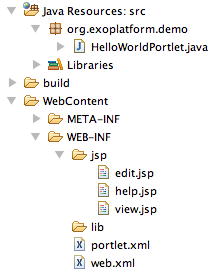 Java Resources: src
org.exoplatform.demo
HelloWorldPortlet.java
Libraries
build
WebContent
META-INF
WEB-INF
jsp
edit.jsp
help.jsp
view.jsp
lib
portlet.xml
web.xml